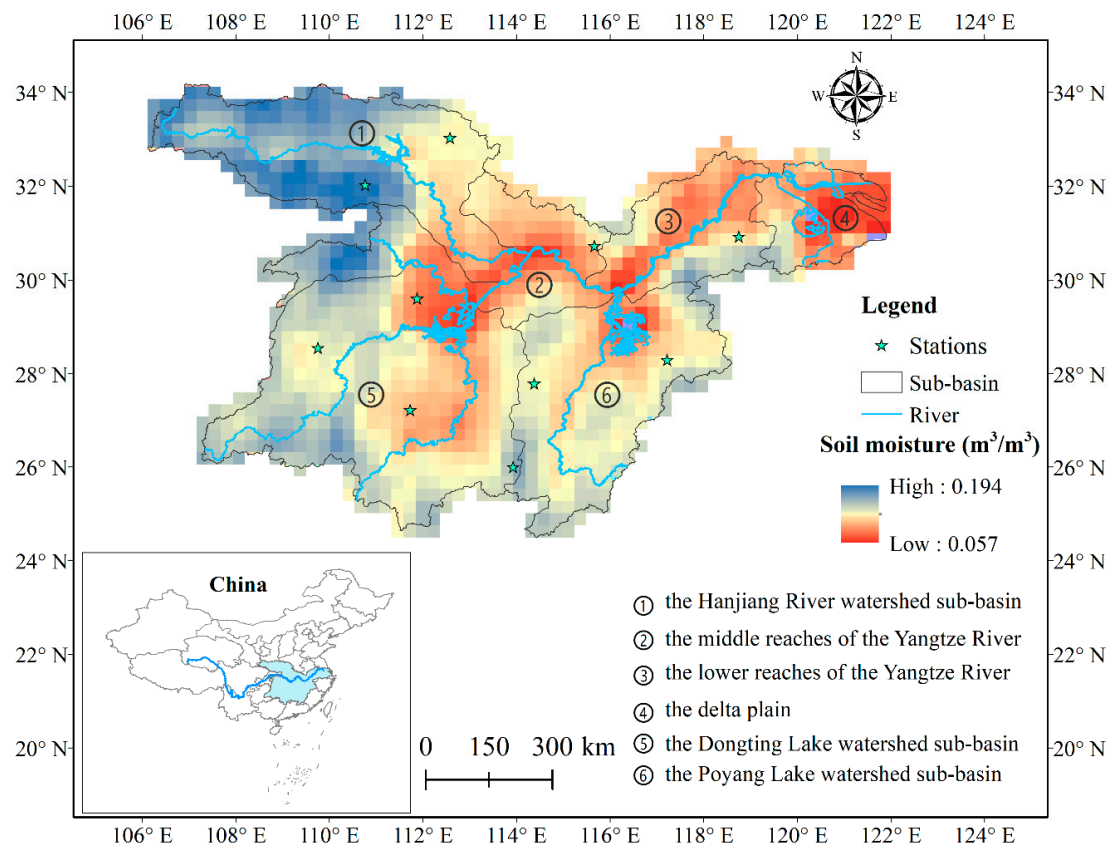 106° E 108° E 110° E 112° E 114° E 116° E 118° E 120° E 122° E
N
W E
S
34° N 34° N
①
32° N 32° N
③ ④
30° N 30° N
②
Legend
Stations
28° N 28° N
Sub-basin
⑤ ⑥
River
Soil moisture (m³/m³)
26° N 26° N
High : 0.194
Low : 0.057
24° N 24° N
China
① the Hanjiang River watershed sub-basin
② the middle reaches of the Yangtze River
22° N 22° N
③ the lower reaches of the Yangtze River
④ the delta plain
20° N 20° N
⑤ the Dongting Lake watershed sub-basin
0 150 300 km
⑥ the Poyang Lake watershed sub-basin
106° E 108° E 110° E 112° E 114° E 116° E 118° E 120° E 122° E